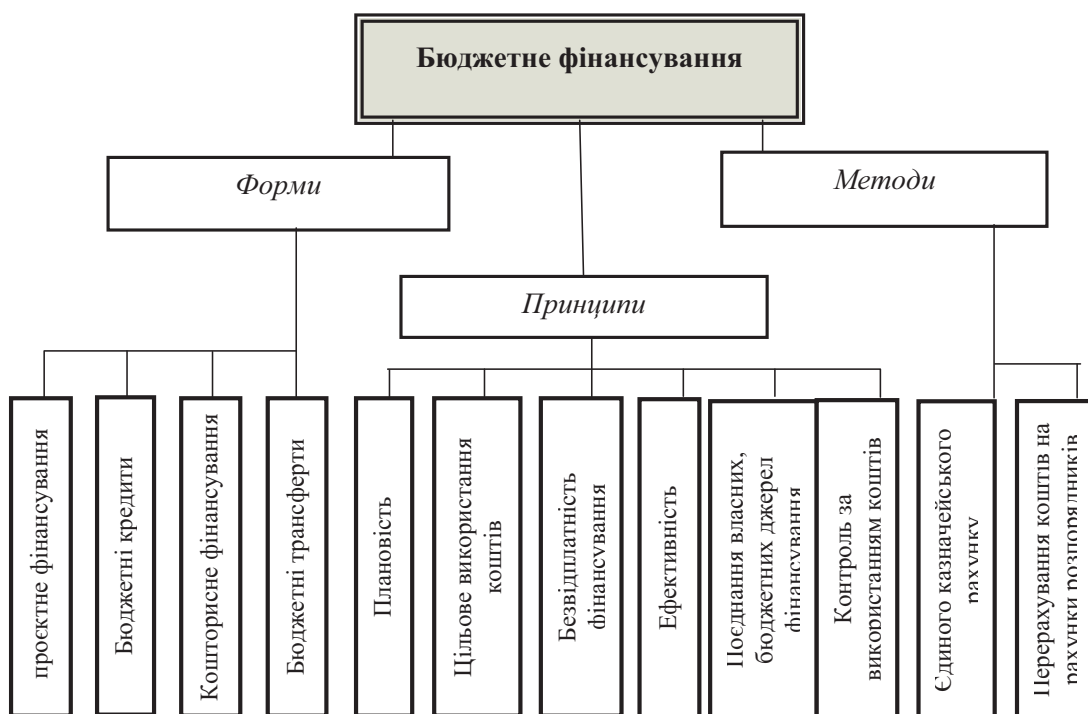 Бюджетне фінансування
Форми
Методи
Принципи
проєктне фінансування
Бюджетні кредити
Кошторисне фінансування
Бюджетні трансферти
Плановість
Цільове використання
коштів
Безвідплатність
фінансування
Ефективність
Поєднання власних,
бюджетних джерел
фінансування
Контроль за
використанням коштів
Єдиного казначейського
рахунку
Перерахування коштів на
рахунки розпорядників